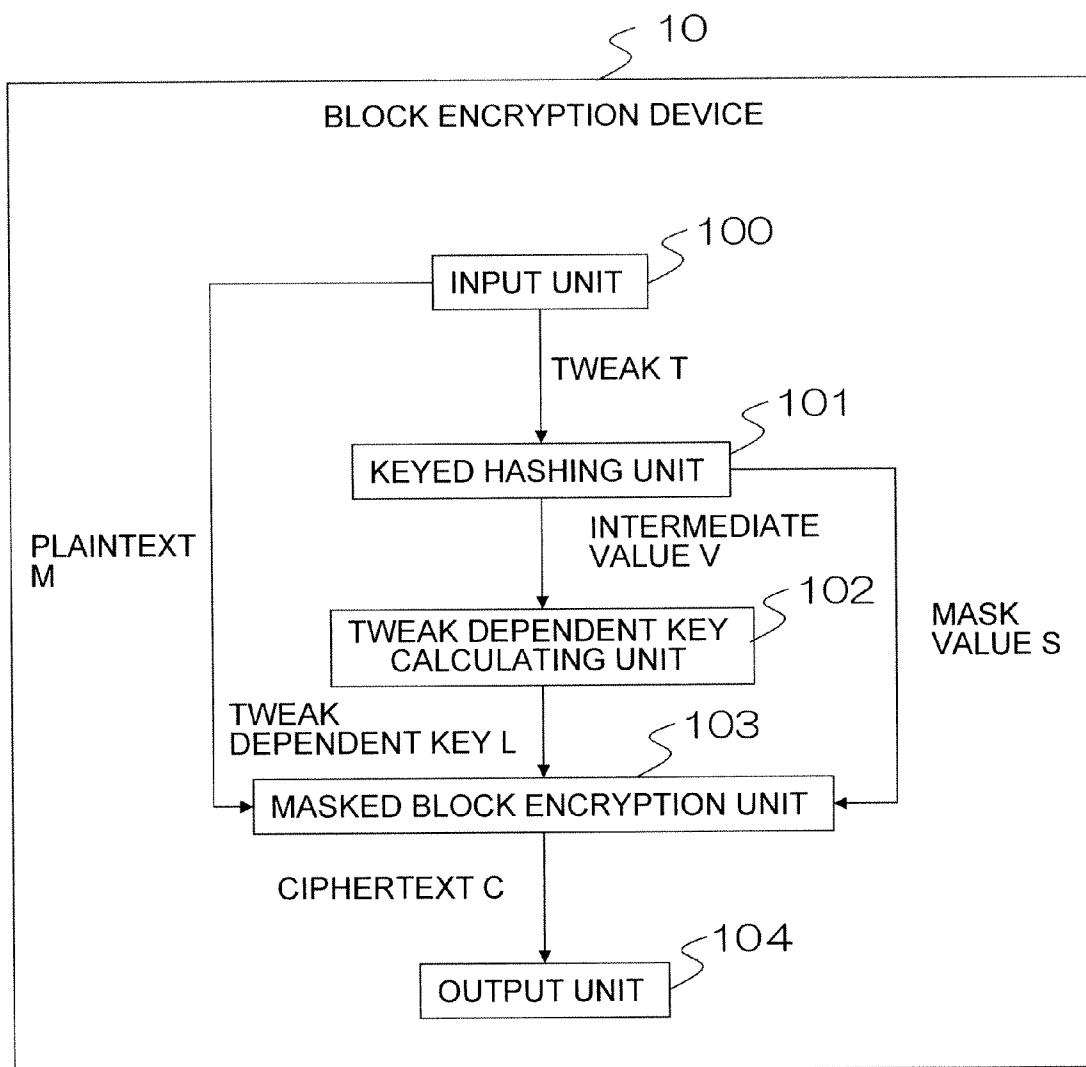 10
BLOCK ENCRYPTION DEVICE
100
INPUT UNIT
TWEAK T
101
KEYED HASHING UNIT
PLAINTEXT
M
INTERMEDIATE
VALUE V
102
TWEAK DEPENDENT KEY
CALCULATING UNIT
MASK
VALUE S
TWEAK
DEPENDENT KEY L
103
MASKED BLOCK ENCRYPTION UNIT
CIPHERTEXT C
104
OUTPUT UNIT